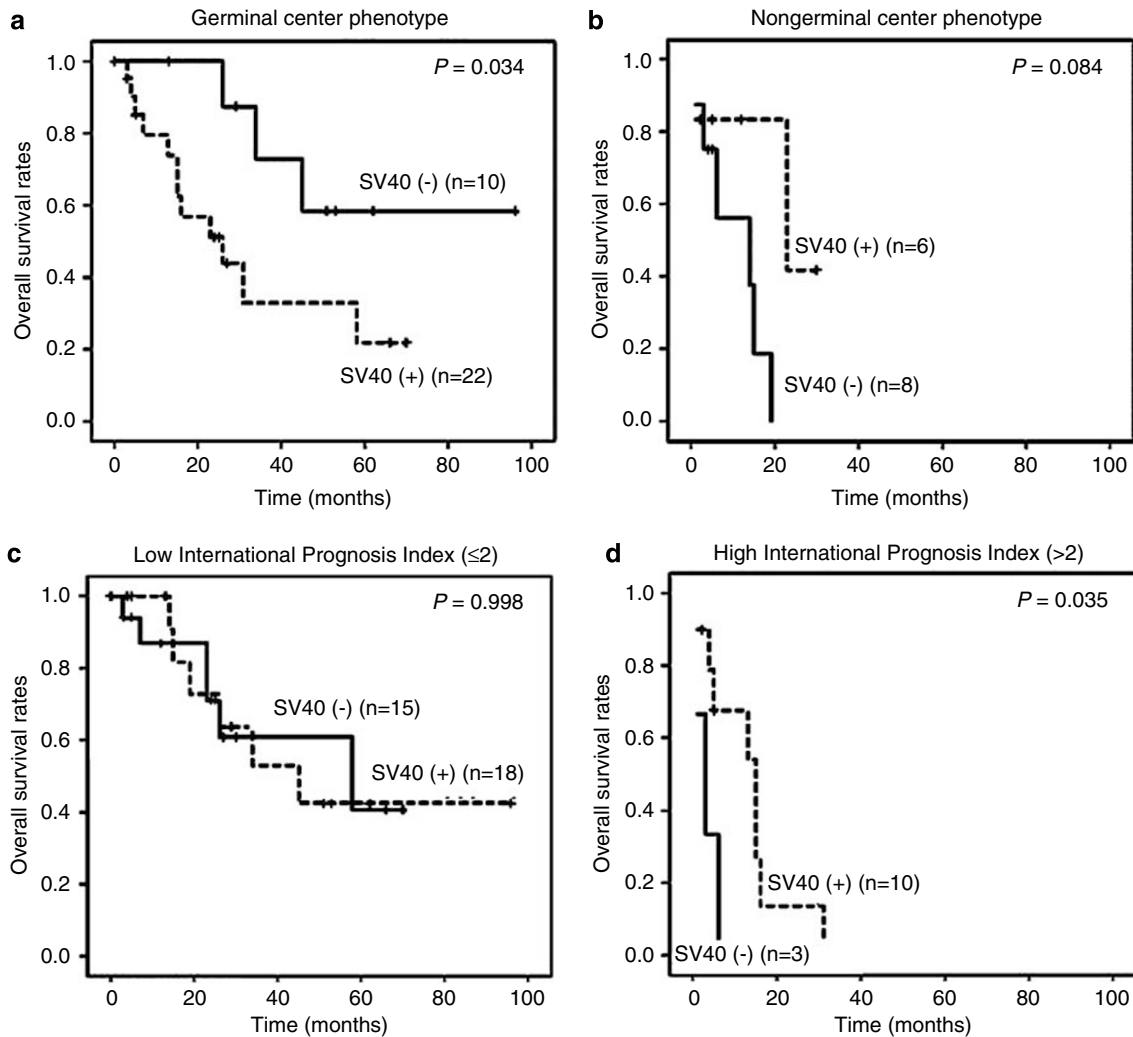 a Germinal center phenotype
P = 0.034
1.0
0.8
0.6
0.4
0.2
0.0
Overall survival rates
SV40 (-) (n=10)
SV40 (+) (n=22)
0 20 40 60 80 100
Time (months)
b Nongerminal center phenotype
P = 0.084
1.0
0.8
0.6
0.4
0.2
0.0
Overall survival rates
SV40 (+) (n=6)
SV40 (-) (n=8)
0 20 40 60 80 100
Time (months)
c Low International Prognosis Index (≤2)
P = 0.998
1.0
0.8
0.6
0.4
0.2
0.0
Overall survival rates
SV40 (-) (n=15)
SV40 (+) (n=18)
0 20 40 60 80 100
Time (months)
d High International Prognosis Index (>2)
P = 0.035
1.0
0.8
0.6
0.4
0.2
0.0
Overall survival rates
SV40 (+) (n=10)
SV40 (-) (n=3)
0 20 40 60 80 100
Time (months)